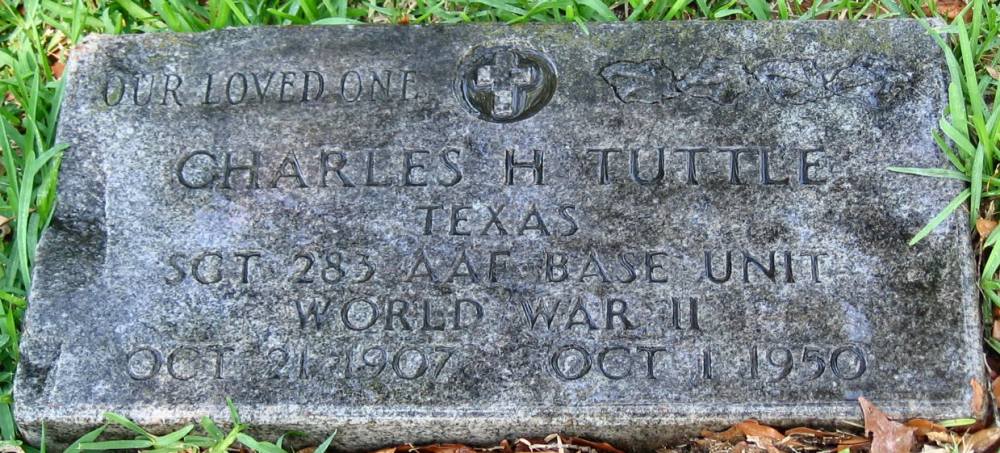 OUR LOVED ONE
CHARLES H TUTTLE
TEXAS
SGT 283 AAF BASE UNIT
WORLD WAR II
OCT 21 1907 OCT 1 1950